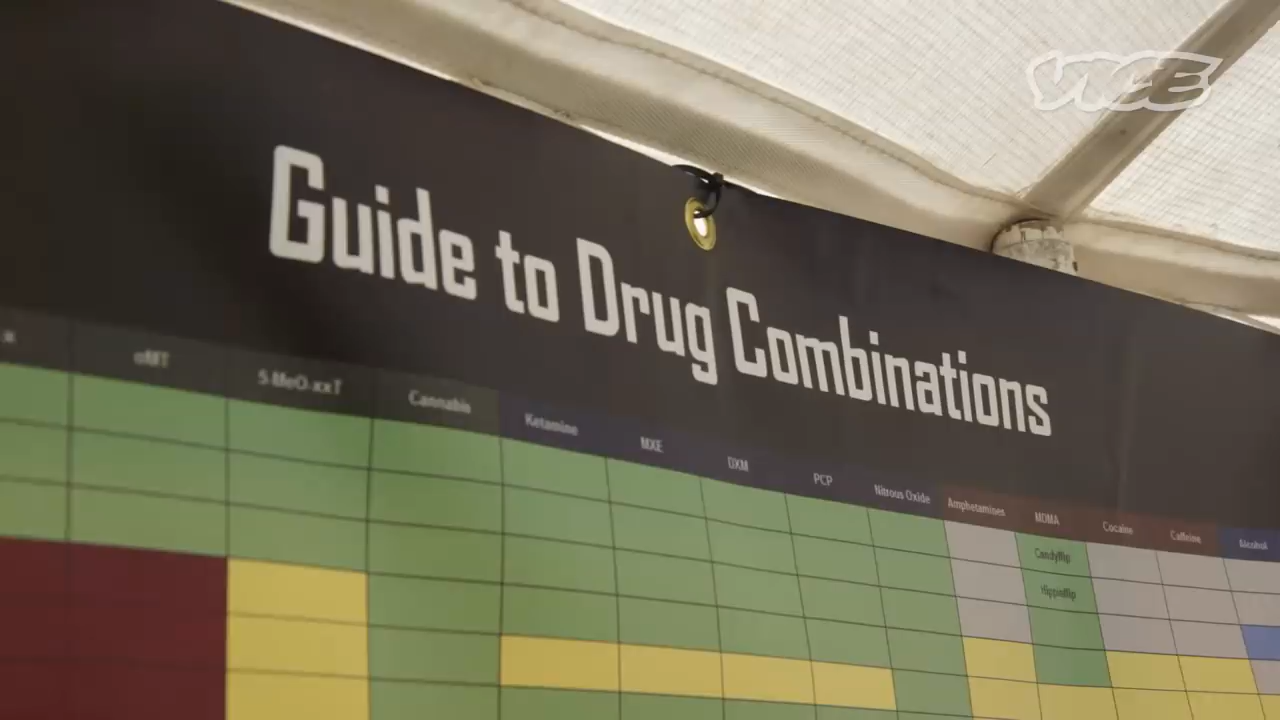 VICE
Guide to Drug Combinations
αMT
5-MeO-xxT
Cannabis
Ketamine
MXE
DXM
PCP
Nitrous Oxide
Amphetamines
MDMA
Cocaine
Caffeine
Alcohol
Candyflip
Hippieflip